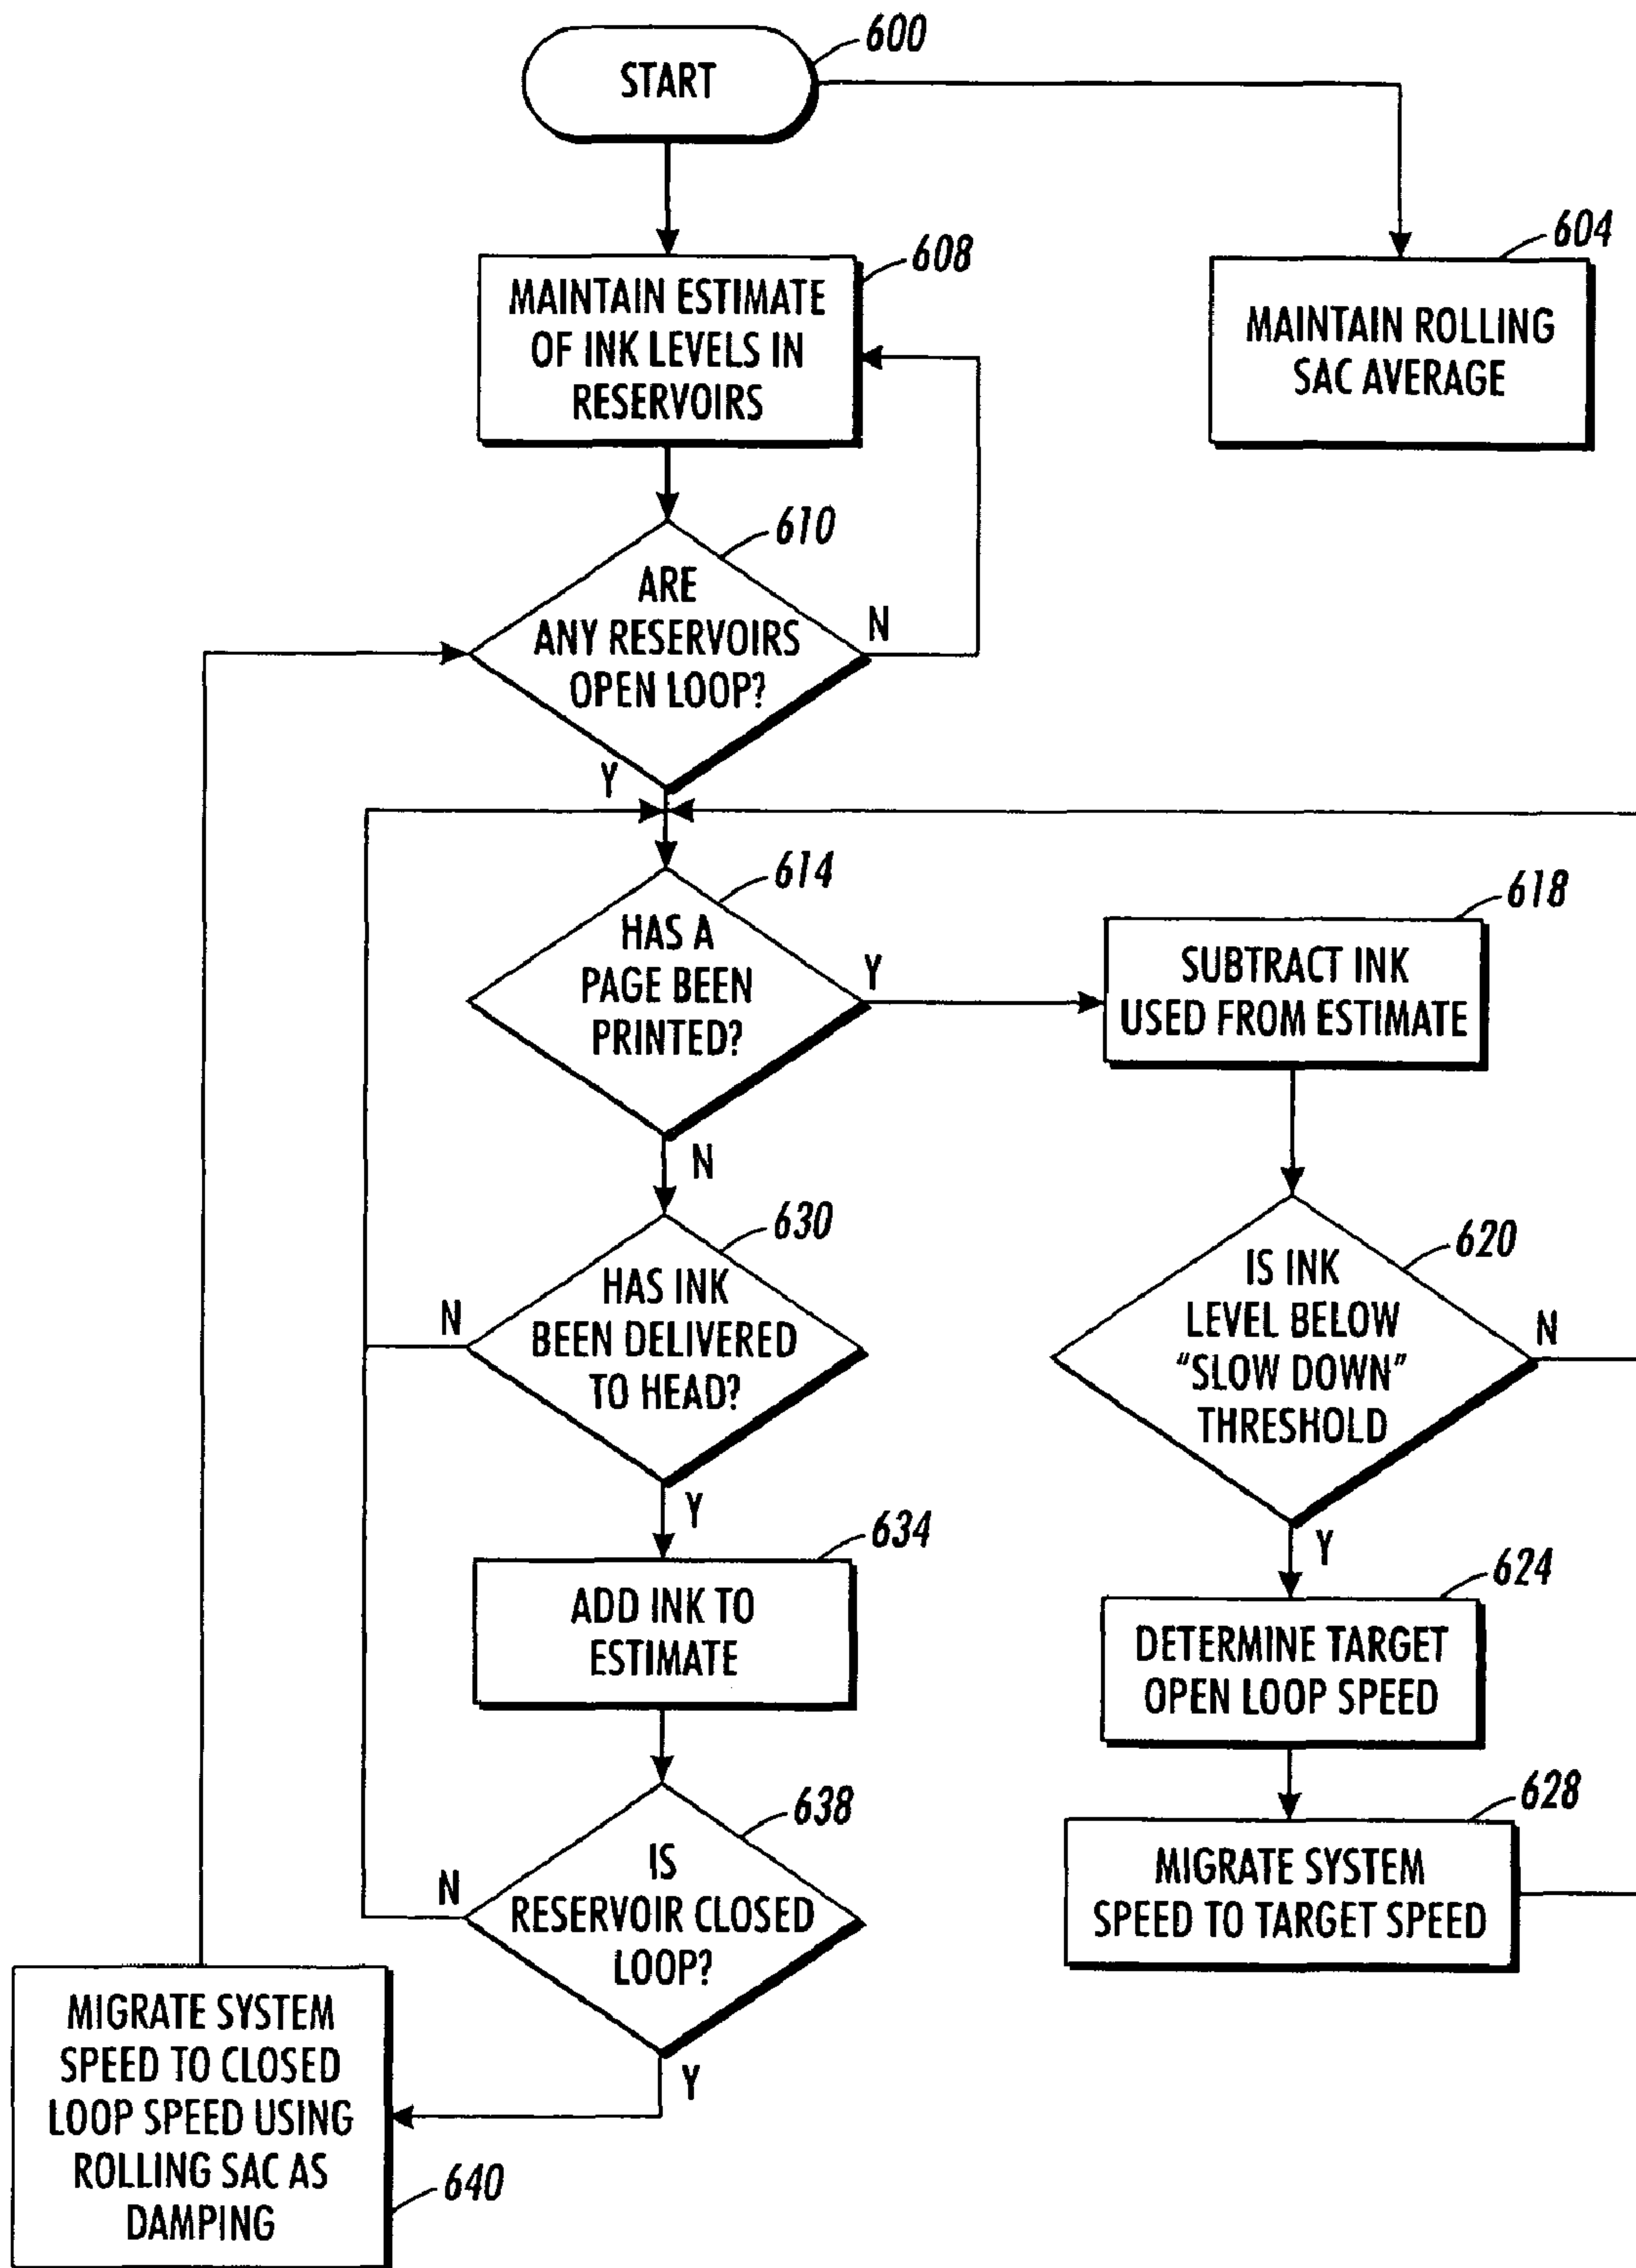 START
600
604
MAINTAIN ROLLING
SAC AVERAGE
608
MAINTAIN ESTIMATE
OF INK LEVELS IN
RESERVOIRS
610
ARE
ANY RESERVOIRS
OPEN LOOP?
N
Y
614
HAS A
PAGE BEEN
PRINTED?
Y
N
618
SUBTRACT INK
USED FROM ESTIMATE
620
IS INK
LEVEL BELOW
“SLOW DOWN”
THRESHOLD
N
Y
624
DETERMINE TARGET
OPEN LOOP SPEED
628
MIGRATE SYSTEM
SPEED TO TARGET SPEED
630
HAS INK
BEEN DELIVERED
TO HEAD?
N
Y
634
ADD INK TO
ESTIMATE
638
IS
RESERVOIR CLOSED
LOOP?
N
Y
MIGRATE SYSTEM
SPEED TO CLOSED
LOOP SPEED USING
ROLLING SAC AS
DAMPING
640